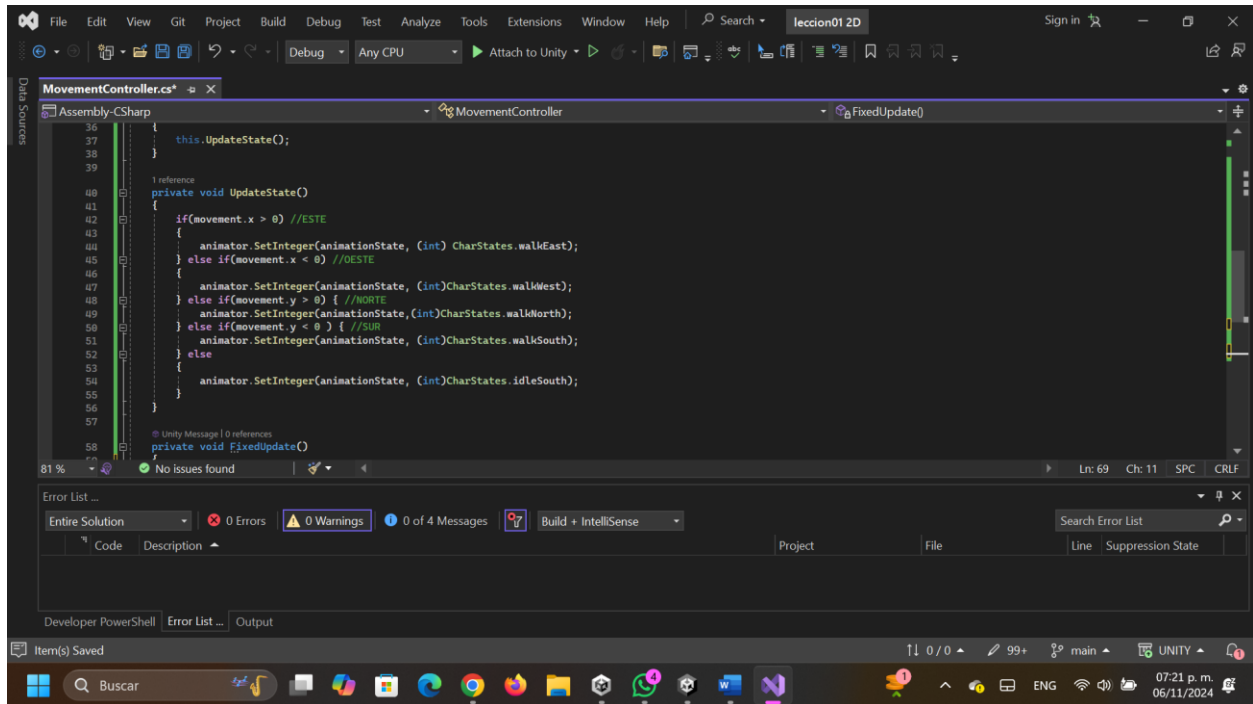 File Edit View Git Project Build Debug Test Analyze Tools Extensions Window Help Search leccion01 2D Sign in
Debug Any CPU Attach to Unity
Data Sources
MovementController.cs*
Assembly-CSharp MovementController FixedUpdate()
36 {
37 this.UpdateState();
38 }
39
1 reference
40 private void UpdateState()
41 {
42 if(movement.x > 0) //ESTE
43 {
44 animator.SetInteger(animationState, (int) CharStates.walkEast);
45 } else if(movement.x < 0) //OESTE
46 {
47 animator.SetInteger(animationState, (int)CharStates.walkWest);
48 } else if(movement.y > 0) { //NORTE
49 animator.SetInteger(animationState,(int)CharStates.walkNorth);
50 } else if(movement.y < 0 ) { //SUR
51 animator.SetInteger(animationState, (int)CharStates.walkSouth);
52 } else
53 {
54 animator.SetInteger(animationState, (int)CharStates.idleSouth);
55 }
56 }
57
Unity Message | 0 references
58 private void FixedUpdate()
81 % No issues found Ln: 69 Ch: 11 SPC CRLF
Error List ...
Entire Solution 0 Errors 0 Warnings 0 of 4 Messages Build + IntelliSense Search Error List
Code Description Project File Line Suppression State
Developer PowerShell Error List ... Output
Item(s) Saved 0 / 0 99+ main UNITY 1
Buscar 4 1 ENG 07:21 p. m.
06/11/2024